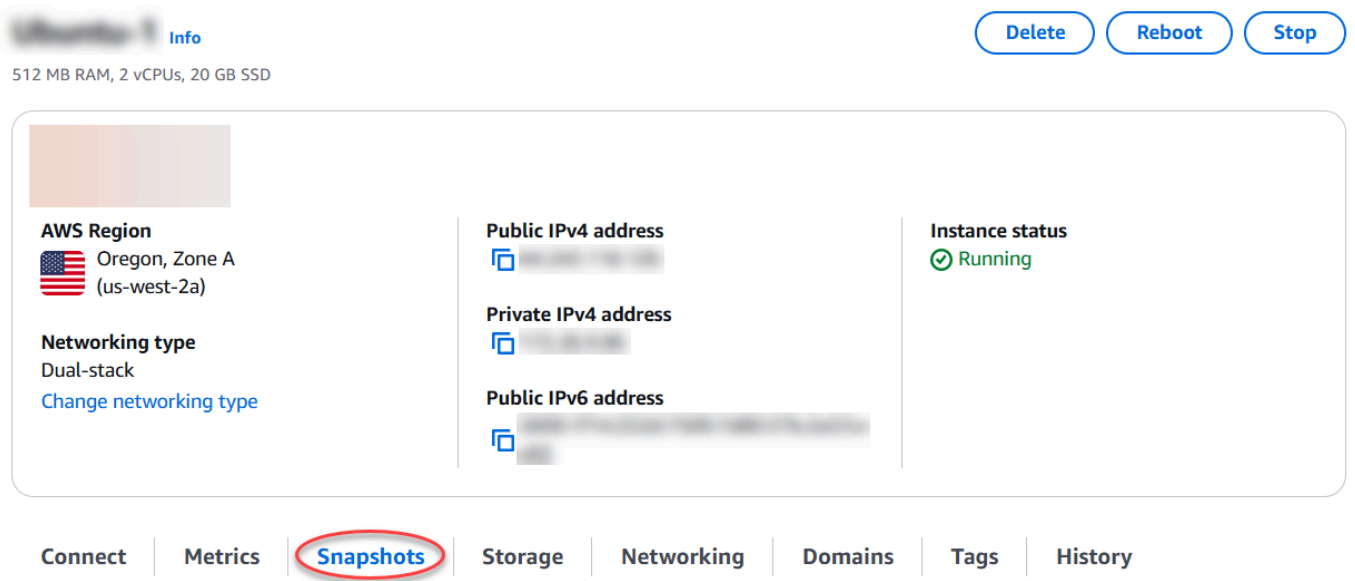 Info
Delete
Reboot
Stop
512 MB RAM, 2 vCPUs, 20 GB SSD
AWS Region
Oregon, Zone A
(us-west-2a)
Networking type
Dual-stack
Change networking type
Public IPv4 address
Private IPv4 address
Public IPv6 address
Instance status
Running
Connect
Metrics
Snapshots
Storage
Networking
Domains
Tags
History